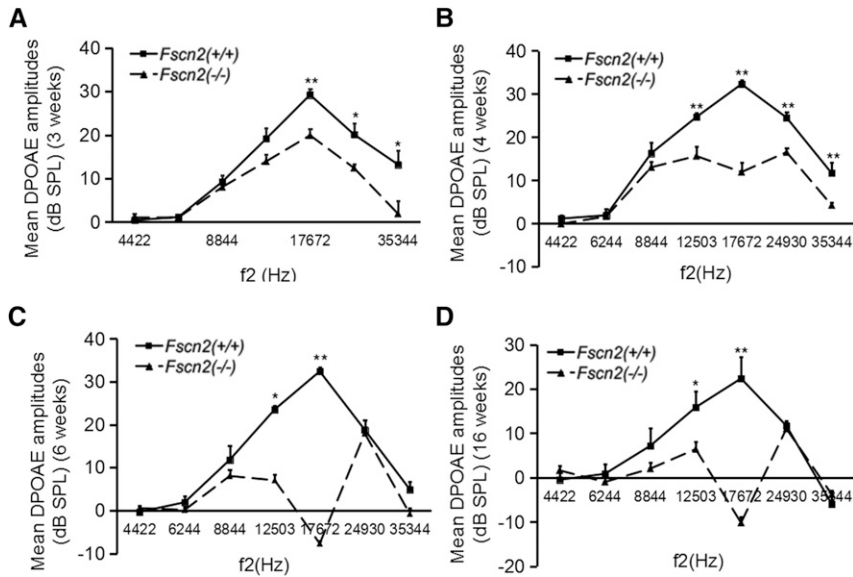 A
Mean DPOAE amplitudes
(dB SPL) (3 weeks)
40
30
20
10
0
Fscn2(+/+)
Fscn2(-/-)
**
*
*
4422 8844 17672 35344
f2 (Hz)
B
Mean DPOAE amplitudes
(dB SPL) (4 weeks)
40
30
20
10
0
-10
Fscn2(+/+)
Fscn2(-/-)
**
**
**
**
4422 6244 8844 12503 17672 24930 35344
f2(Hz)
C
Mean DPOAE amplitudes
(dB SPL) (6 weeks)
40
30
20
10
0
-10
Fscn2(+/+)
Fscn2(-/-)
*
**
4422 6244 8844 12503 17672 24930 35344
f2(Hz)
D
Mean DPOAE amplitudes
(dB SPL) (16 weeks)
30
20
10
0
-10
-20
Fscn2(+/+)
Fscn2(-/-)
*
**
4422 6244 8844 12503 17672 24930 35344
f2(Hz)